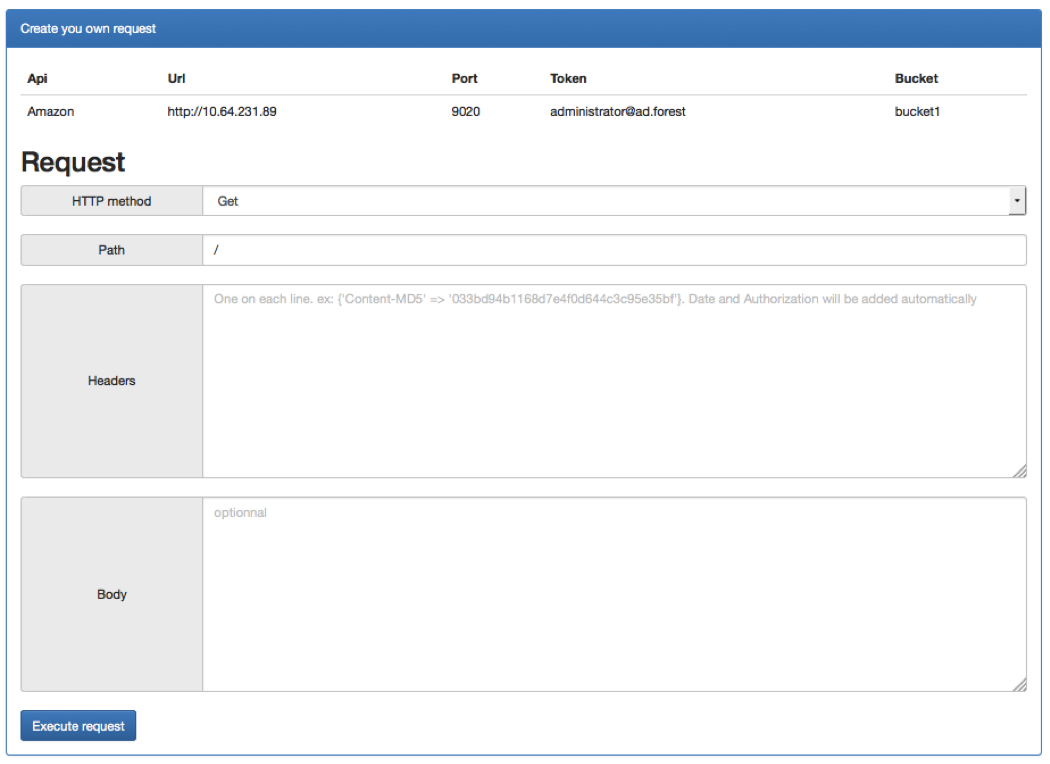 Create you own request
Api Url Port Token Bucket
Amazon http://10.64.231.89 9020 administrator@ad.forest bucket1
Request
HTTP method Get
Path /
Headers One on each line. ex: {'Content-MD5' => '033bd94b1168d7e4f0d644c3c95e35bf'}. Date and Authorization will be added automatically
Body optionnal
Execute request